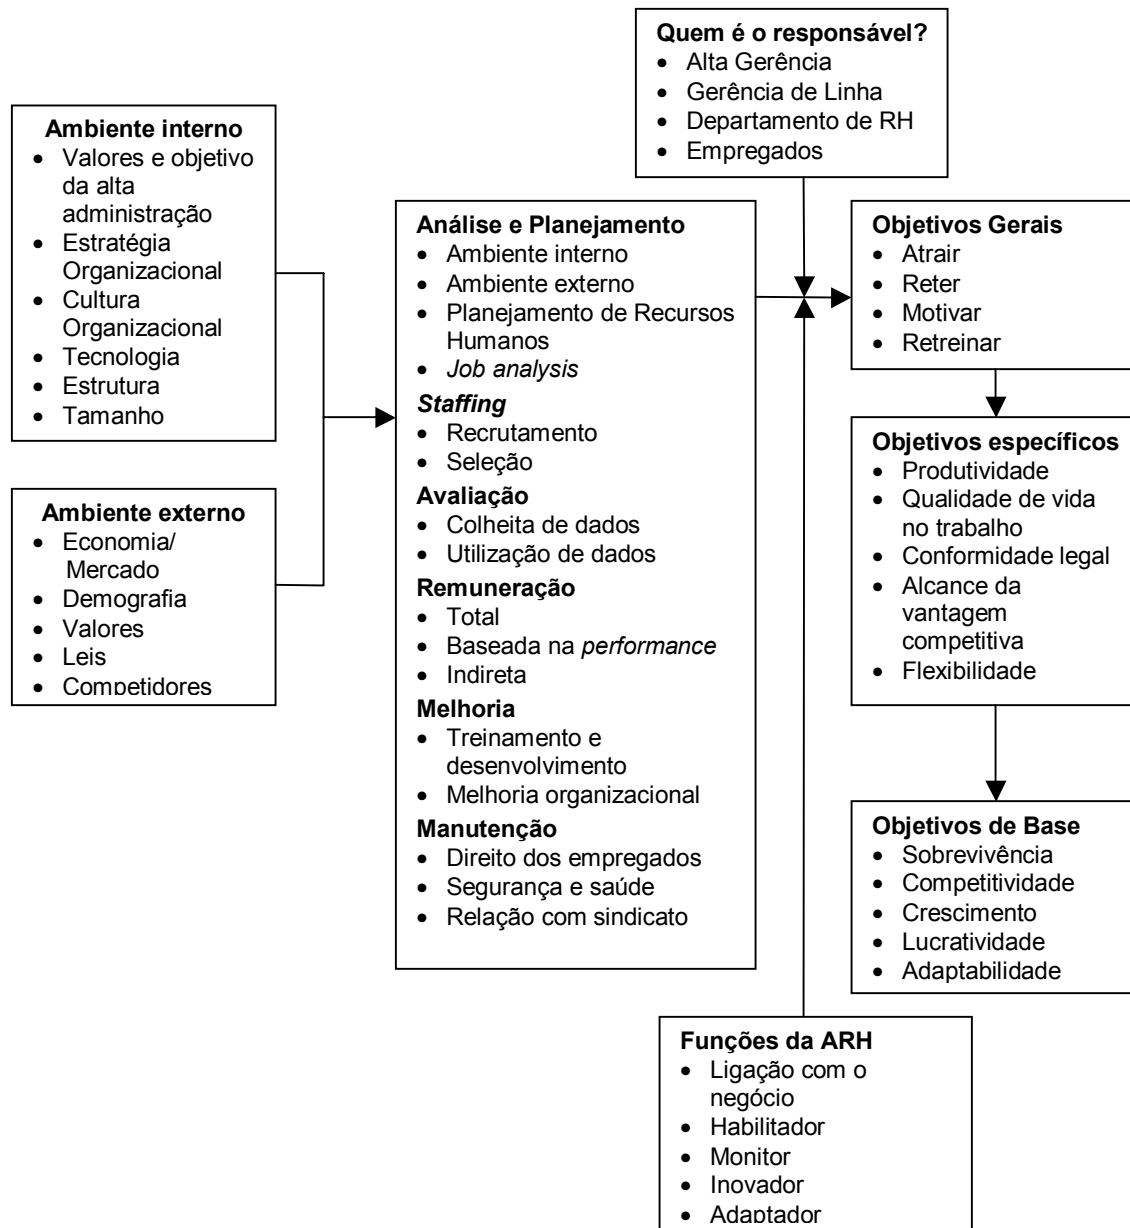 Quem é o responsável?
• Alta Gerência
• Gerência de Linha
• Departamento de RH
• Empregados
Ambiente interno
• Valores e objetivo
da alta
administração
• Estratégia
Organizacional
• Cultura
Organizacional
• Tecnologia
• Estrutura
• Tamanho
Ambiente externo
• Economia/
Mercado
• Demografia
• Valores
• Leis
• Competidores
Análise e Planejamento
• Ambiente interno
• Ambiente externo
• Planejamento de Recursos
Humanos
• Job analysis
Staffing
• Recrutamento
• Seleção
Avaliação
• Colheita de dados
• Utilização de dados
Remuneração
• Total
• Baseada na performance
• Indireta
Melhoria
• Treinamento e
desenvolvimento
• Melhoria organizacional
Manutenção
• Direito dos empregados
• Segurança e saúde
• Relação com sindicato
Objetivos Gerais
• Atrair
• Reter
• Motivar
• Retreinar
Objetivos específicos
• Produtividade
• Qualidade de vida
no trabalho
• Conformidade legal
• Alcance da
vantagem
competitiva
• Flexibilidade
Objetivos de Base
• Sobrevivência
• Competitividade
• Crescimento
• Lucratividade
• Adaptabilidade
Funções da ARH
• Ligação com o
negócio
• Habilitador
• Monitor
• Inovador
• Adaptador